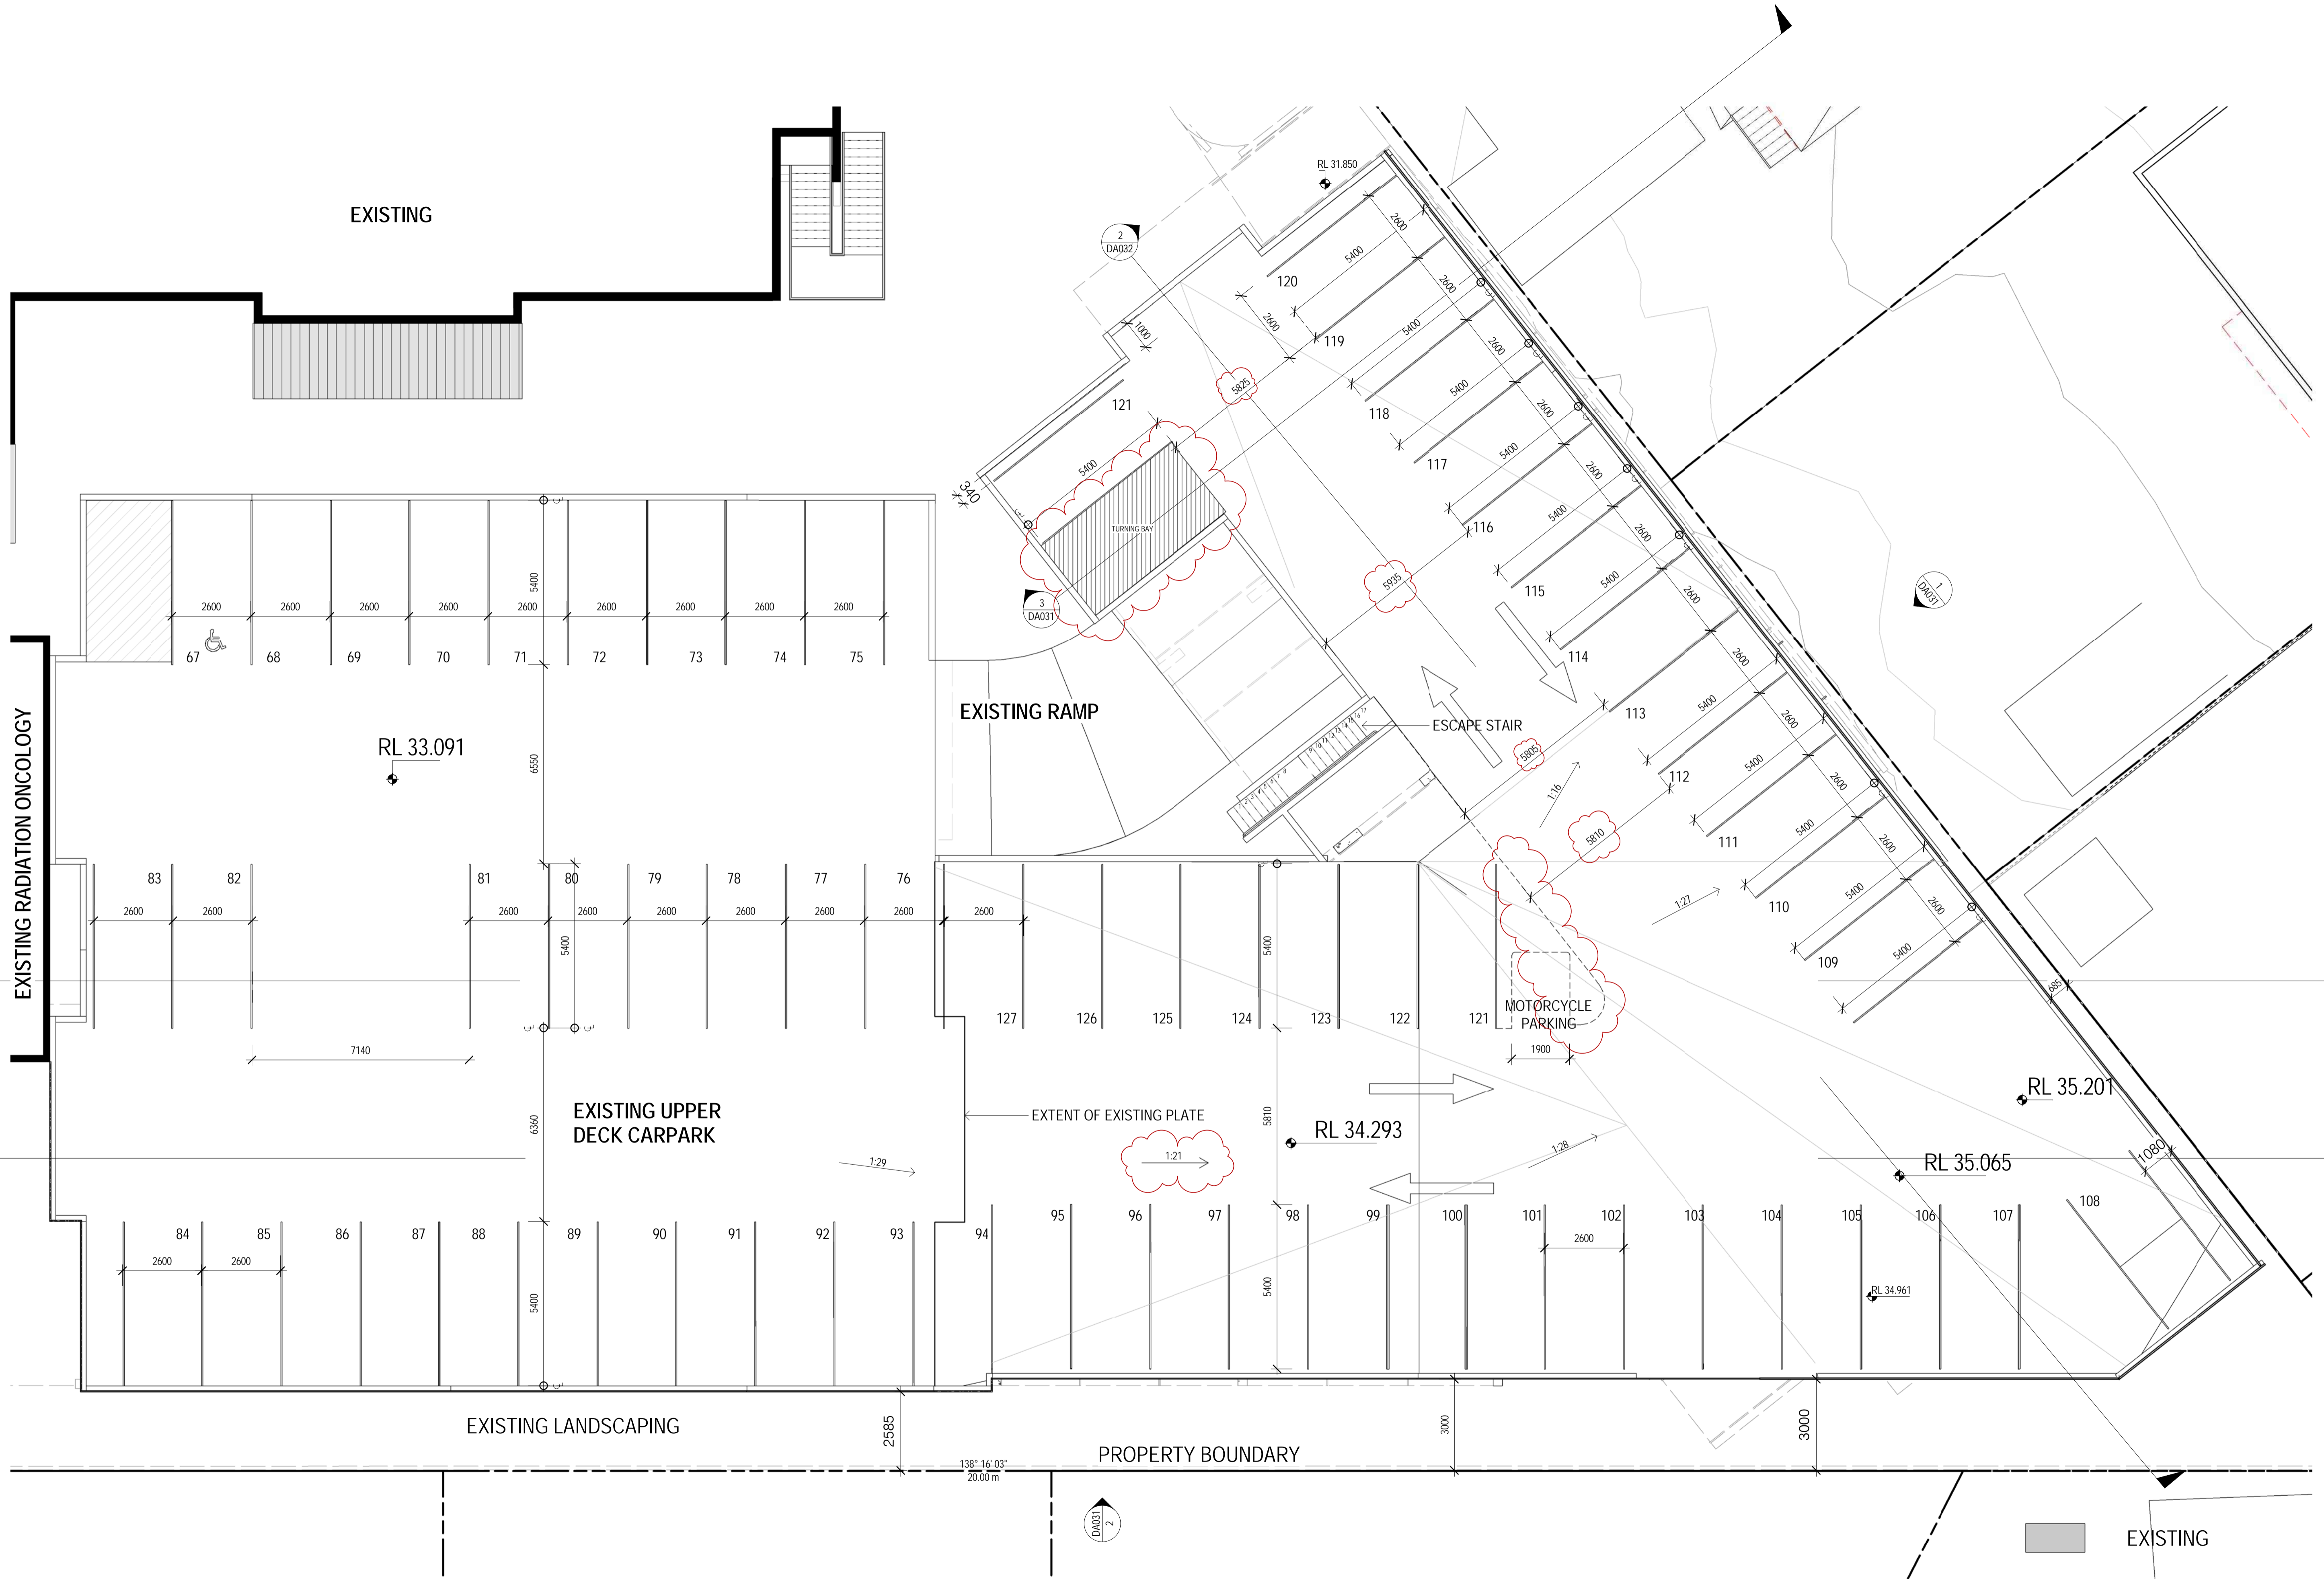 RL 31.850
EXISTING
2
DA032
2600
5400
120
2600
2600
5400
119
1000
2600
5400
118
5825
121
5400
2600
5400
117
340
TURNING BAY
2600
5400
116
2600
5400
115
5935
3
DA031
2600
5400
114
1
DA031
2600
5400
113
2600
5400
112
2600
5400
111
2600
5400
110
2600
5400
109
5400
2600 2600 2600 2600 2600 2600 2600 2600 2600
67 68 69 70 71 72 73 74 75
EXISTING RADIATION ONCOLOGY
RL 33.091
6550
EXISTING RAMP
ESCAPE STAIR
5805
1:16
5810
1:27
83 82 81 80 79 78 77 76
2600 2600 2600 2600 2600 2600 2600 2600 2600
5400
5400
127 126 125 124 123 122 121
MOTORCYCLE
PARKING
1900
685
7140
EXISTING UPPER
DECK CARPARK
6360
EXTENT OF EXISTING PLATE
5810
RL 34.293
RL 35.201
1:29
1:21
1:28
RL 35.065
1080
84 85 86 87 88 89 90 91 92 93 94
95 96 97 98 99 100 101 102 103 104 105 106 107 108
2600 2600
2600
5400
5400
RL 34.961
EXISTING LANDSCAPING
2585
3000
3000
PROPERTY BOUNDARY
138° 16' 03"
20.00 m
DA031
2
EXISTING